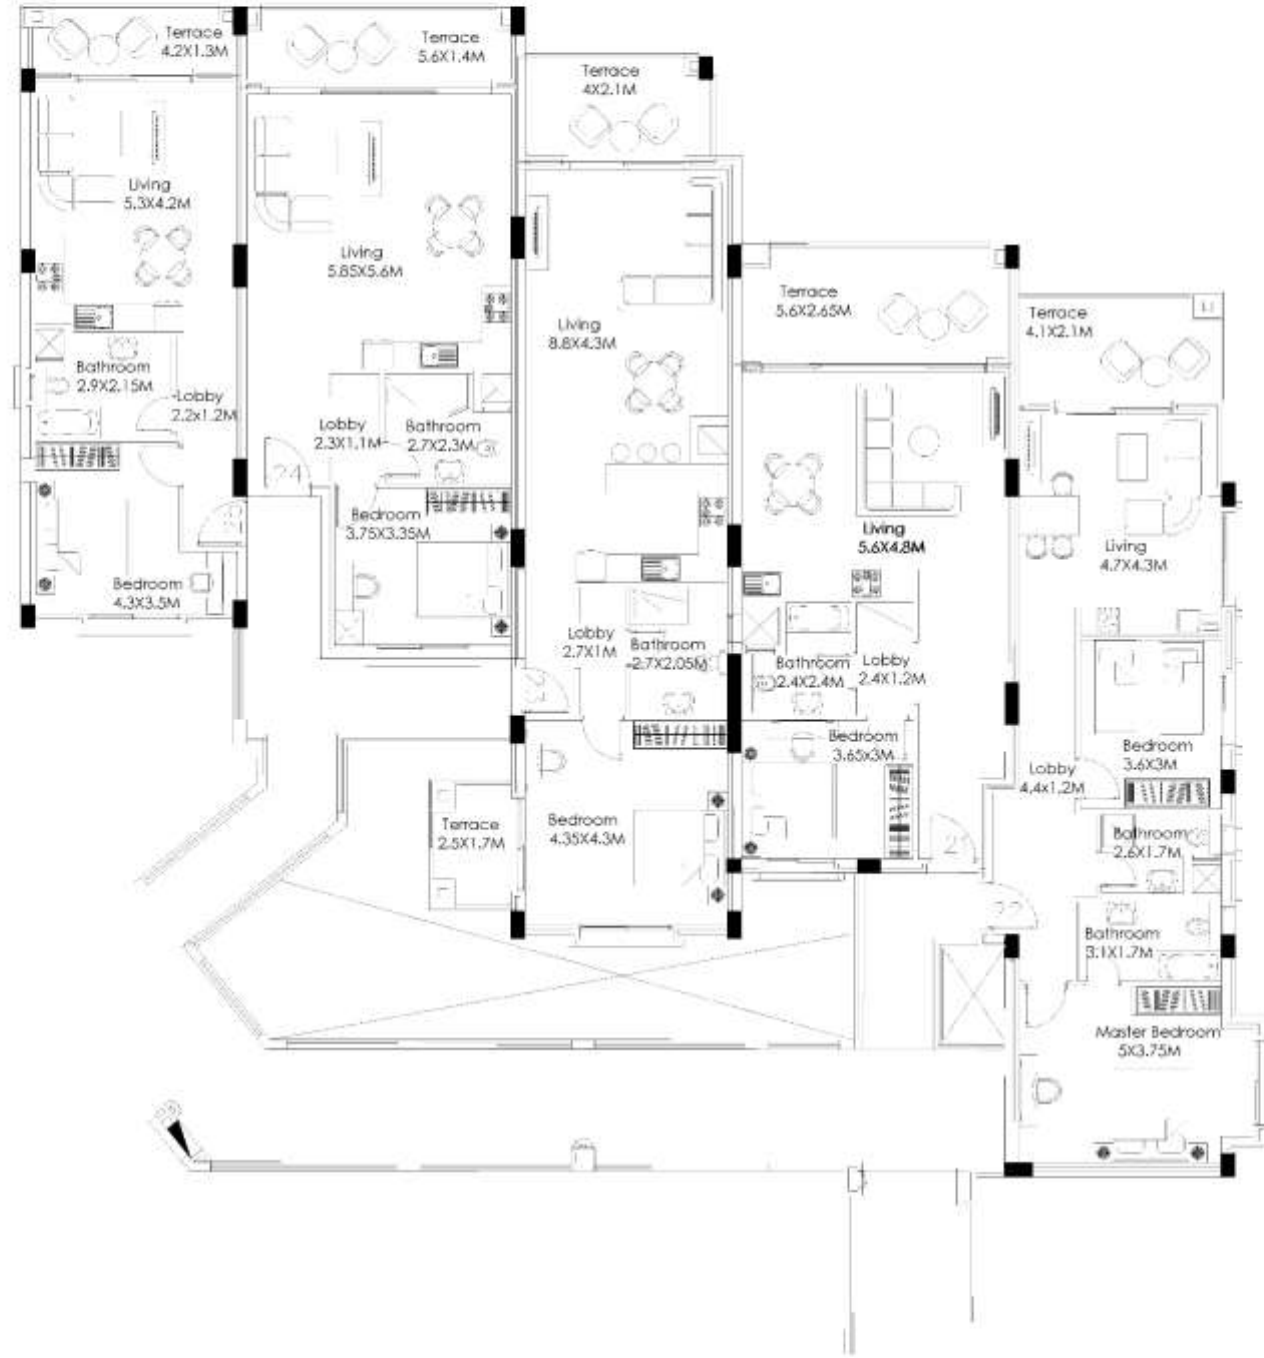 Terrace
4.2X1.3M
Living
5.3X4.2M
Bathroom
2.9X2.15M
Lobby
2.2x1.2M
Bedroom
4.3X3.5M
Terrace
5.6X1.4M
Living
5.85X5.6M
Lobby
2.3X1.1M
Bathroom
2.7X2.3M
24
Bedroom
3.75X3.35M
Terrace
4X2.1M
Living
8.8X4.3M
Lobby
2.7X1M
Bathroom
2.7X2.05M
Bedroom
4.35X4.3M
Terrace
2.5X1.7M
Terrace
5.6X2.65M
Living
5.6X4.8M
Bathroom
2.4X2.4M
Lobby
2.4X1.2M
Bedroom
3.65x3M
Terrace
4.1X2.1M
Living
4.7X4.3M
Bedroom
3.6X3M
Lobby
4.4x1.2M
Bathroom
2.6X1.7M
22
Bathroom
3.1X1.7M
Master Bedroom
5X3.75M